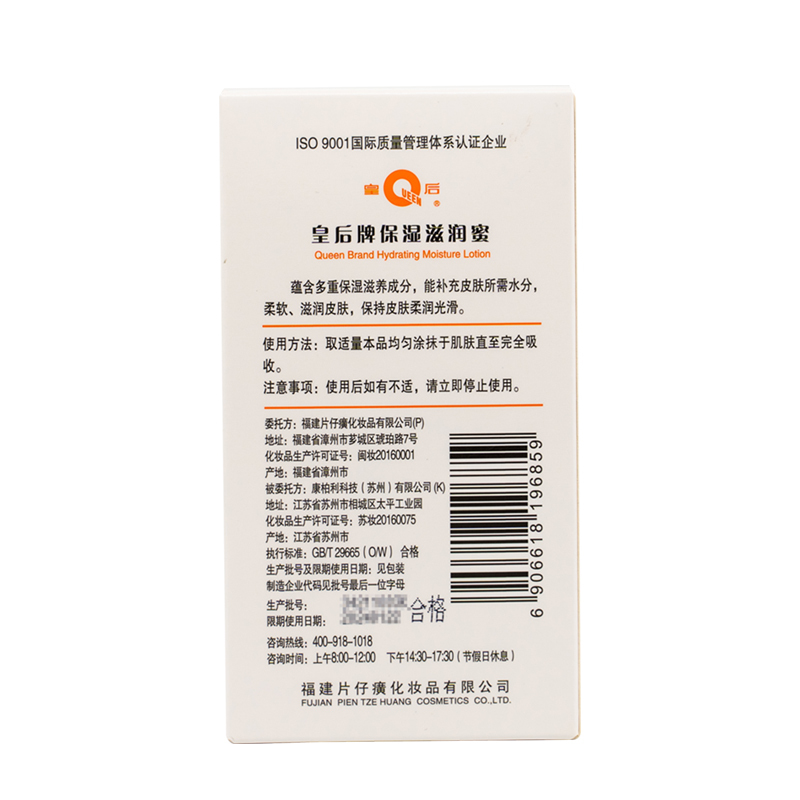 ISO 9001国际质量管理体系认证企业
皇 QUEEN 后 ®
皇后牌保湿滋润蜜
Queen Brand Hydrating Moisture Lotion
蕴含多重保湿滋养成分，能补充皮肤所需水分，
柔软、滋润皮肤，保持皮肤柔润光滑。
使用方法：取适量本品均匀涂抹于肌肤直至完全吸
收。
注意事项：使用后如有不适，请立即停止使用。
委托方：福建片仔癀化妆品有限公司(P)
地址：福建省漳州市芗城区琥珀路7号
化妆品生产许可证号：闽妆20160001
产地：福建省漳州市
被委托方：康柏利科技（苏州）有限公司(K)
地址：江苏省苏州市相城区太平工业园
化妆品生产许可证号：苏妆20160075
产地：江苏省苏州市
执行标准：GB/T 29665（O/W） 合格
生产批号及限期使用日期：见包装
制造企业代码见批号最后一位字母
生产批号：
限期使用日期：
合格
咨询热线：400-918-1018
咨询时间：上午8:00-12:00 下午14:30-17:30（节假日休息）
福建片仔癀化妆品有限公司
FUJIAN PIEN TZE HUANG COSMETICS CO.,LTD.
6 906618 196859